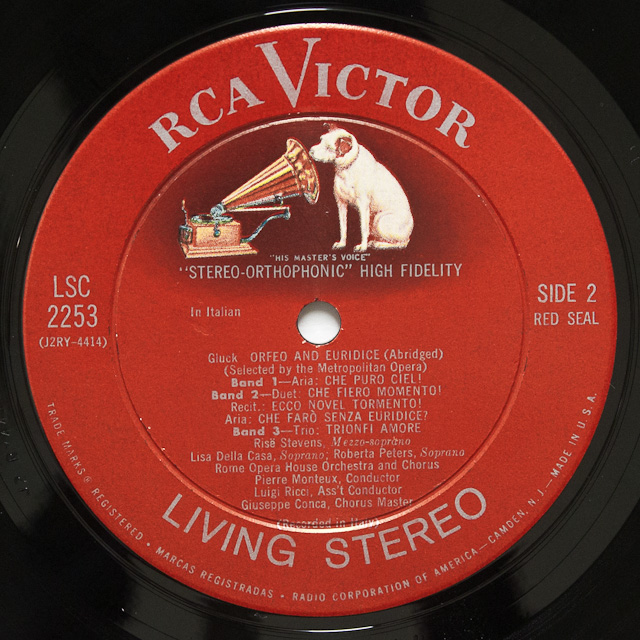 RCA VICTOR
"HIS MASTER'S VOICE"
"STEREO-ORTHOPHONIC" HIGH FIDELITY
LSC
2253
(J2RY-4414)
SIDE 2
RED SEAL
In Italian
Gluck ORFEO AND EURIDICE (Abridged)
(Selected by the Metropolitan Opera)
Band 1—Aria: CHE PURO CIEL!
Band 2—Duet: CHE FIERO MOMENTO!
Recit.: ECCO NOVEL TORMENTO!
Aria: CHE FARÒ SENZA EURIDICE?
Band 3—Trio: TRIONFI AMORE
Risë Stevens, Mezzo-soprano
Lisa Della Casa, Soprano; Roberta Peters, Soprano
Rome Opera House Orchestra and Chorus
Pierre Monteux, Conductor
Luigi Ricci, Ass't Conductor
Giuseppe Conca, Chorus Master
(Recorded in Italy)
LIVING STEREO
TRADE MARKS ® REGISTERED • MARCAS REGISTRADAS • RADIO CORPORATION OF AMERICA—CAMDEN, N. J.—MADE IN U.S.A.